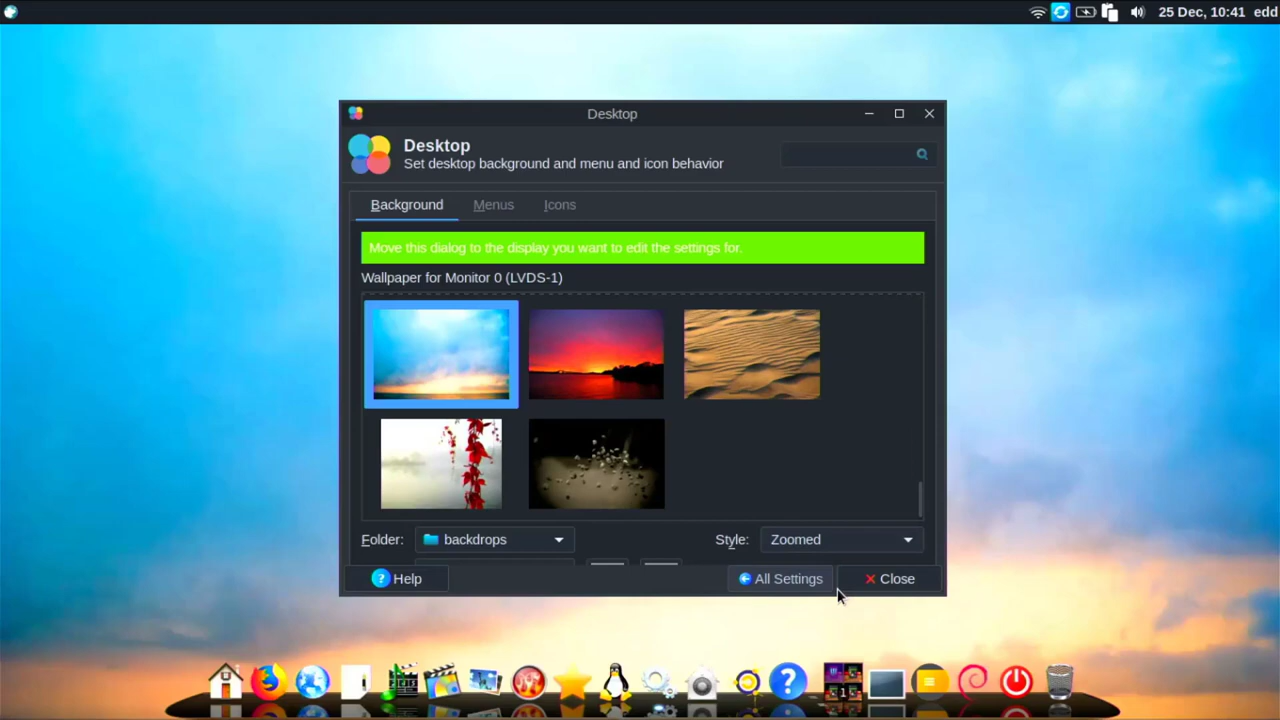 25 Dec, 10:41 edd
Desktop
Desktop
Set desktop background and menu and icon behavior
Background Menus Icons
Move this dialog to the display you want to edit the settings for.
Wallpaper for Monitor 0 (LVDS-1)
Folder: backdrops Style: Zoomed
? Help All Settings Close
? 1